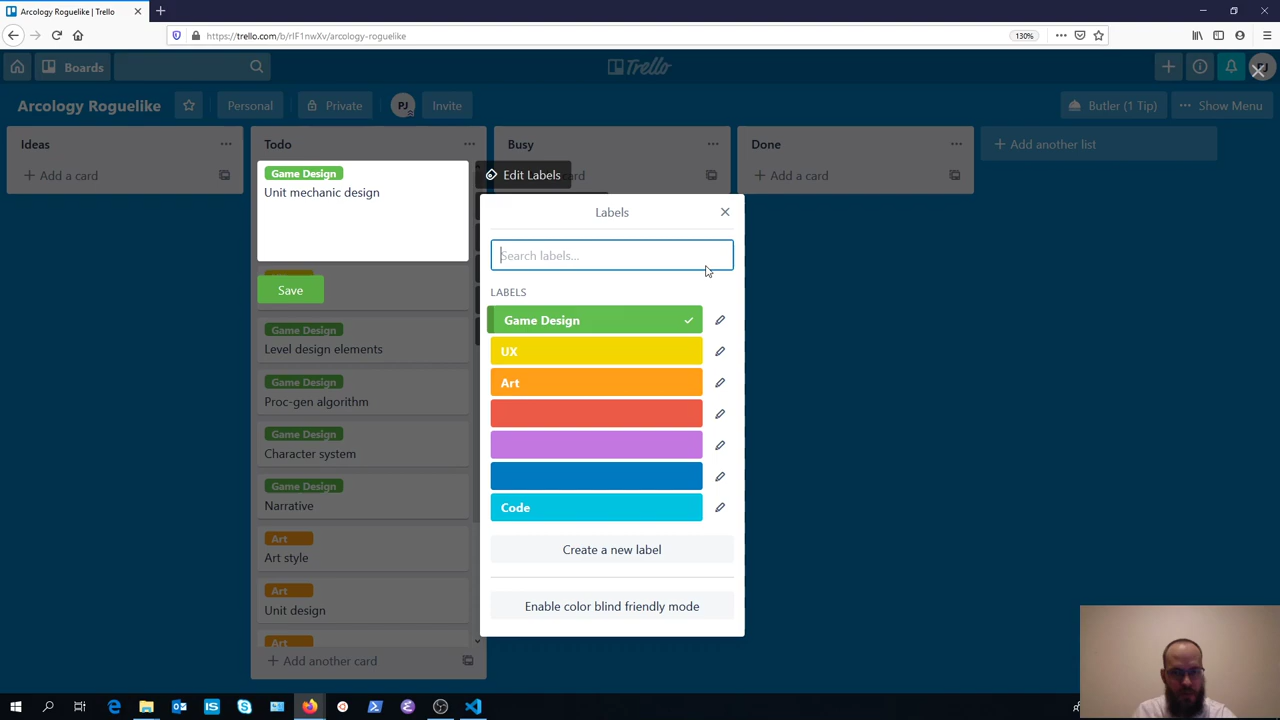 Arcology Roguelike | Trello
https://trello.com/b/rIF1nwXv/arcology-roguelike
130%
Boards
Trello
PJ
Arcology Roguelike
Personal
Private
PJ
Invite
Butler (1 Tip)
Show Menu
Ideas
Add a card
Todo
Game Design
Unit mechanic design
Save
Game Design
Level design elements
Game Design
Proc-gen algorithm
Game Design
Character system
Game Design
Narrative
Art
Art style
Art
Unit design
Art
Add another card
Busy
card
Done
Add a card
Add another list
Edit Labels
Labels
Search labels...
LABELS
Game Design
UX
Art
Code
Create a new label
Enable color blind friendly mode